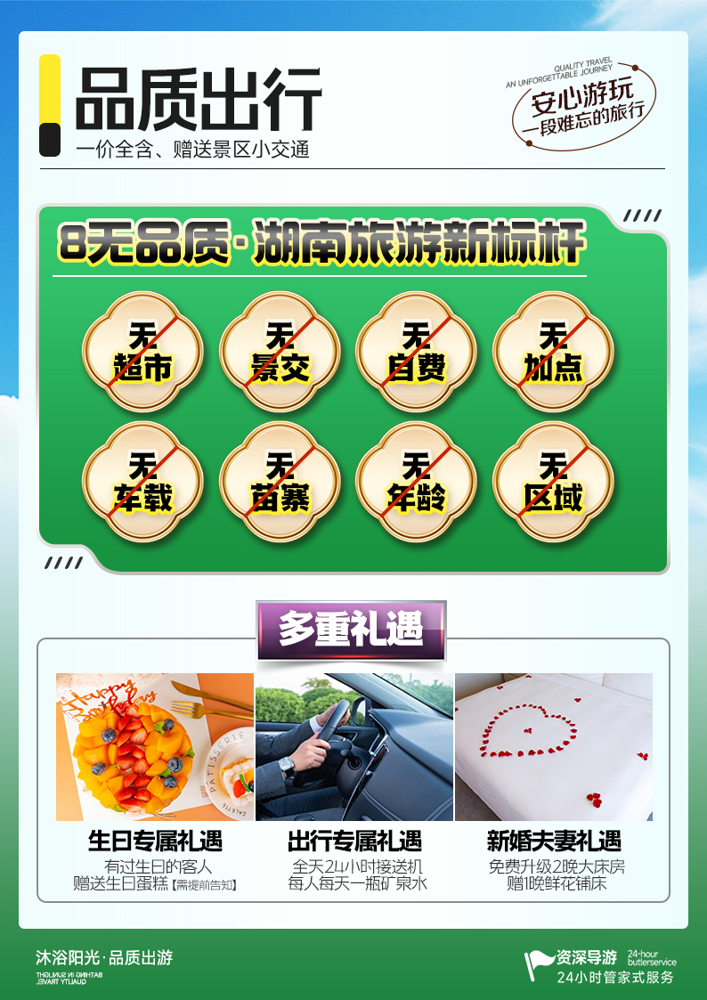 品质出行
一价全含、赠送景区小交通
QUALITY TRAVEL
AN UNFORGETTABLE JOURNEY
安心游玩
一段难忘的旅行
8无品质·湖南旅游新标杆
无
超市
无
景交
无
自费
无
加点
无
车载
无
苗寨
无
年龄
无
区域
多重礼遇
Happy
Birthday
PATISSERIE
GALETTE
生日专属礼遇
有过生日的客人
赠送生日蛋糕【需提前告知】
出行专属礼遇
全天24小时接送机
每人每天一瓶矿泉水
新婚夫妻礼遇
免费升级2晚大床房
赠1晚鲜花铺床
沐浴阳光·品质出游
BATHING IN SUNLIGHT
QUALITY TRAVEL
资深导游
24-hour
butlerservice
24小时管家式服务